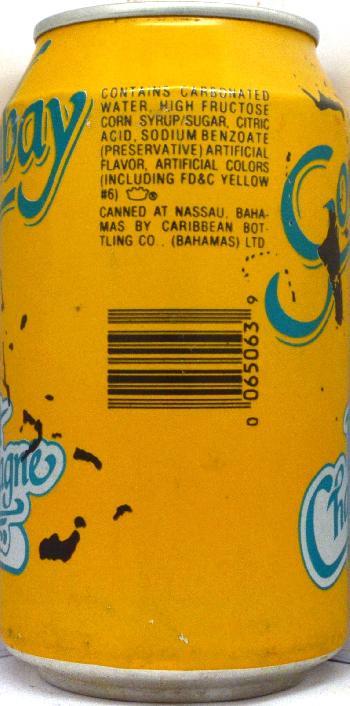 CONTAINS CARBONATED
WATER, HIGH FRUCTOSE
CORN SYRUP/SUGAR, CITRIC
ACID, SODIUM BENZOATE
(PRESERVATIVE) ARTIFICIAL
FLAVOR, ARTIFICIAL COLORS
(INCLUDING FD&C YELLOW
#6) ®
CANNED AT NASSAU, BAHA-
MAS BY CARIBBEAN BOT-
TLING CO., (BAHAMAS) LTD.
0 065063 9